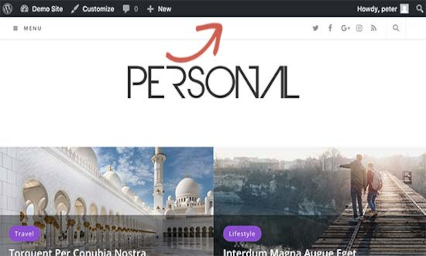 Demo Site Customize 0 New Howdy, peter
MENU
PERSONAL
Travel
Lifestyle
Torquent Per Conubia Nostra
Interdum Magna Augue Eget